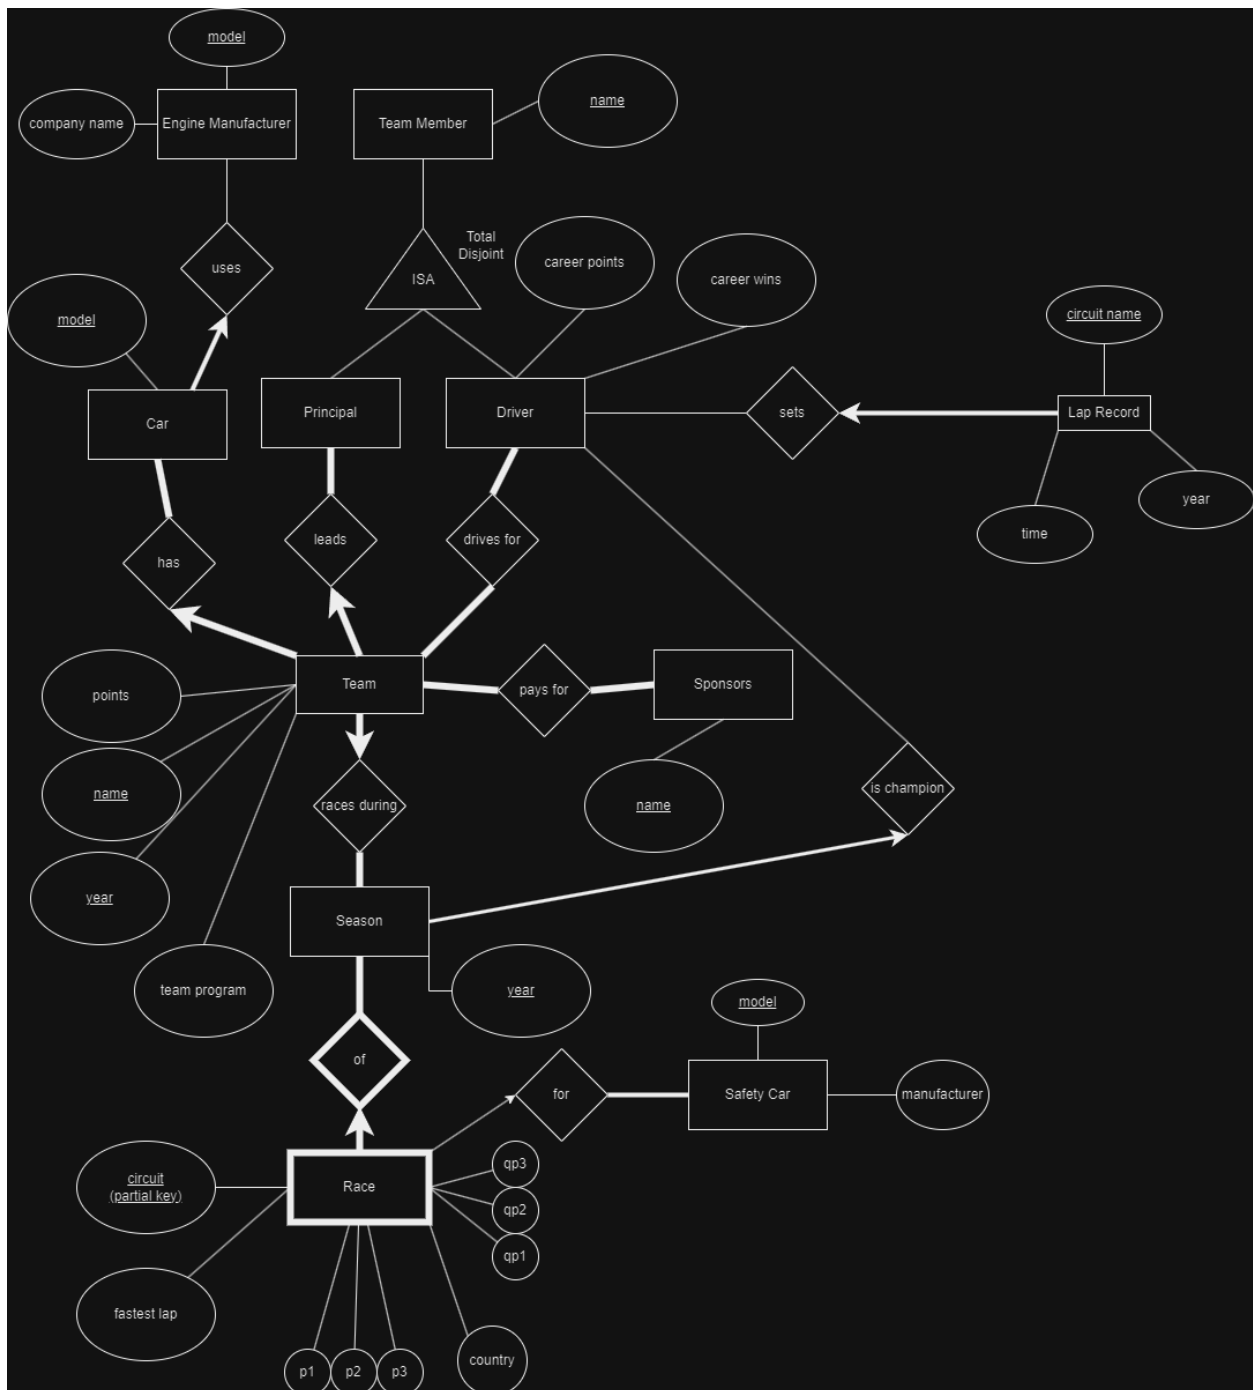 model
company name
Engine Manufacturer
Team Member
name
uses
Total
Disjoint
ISA
career points
career wins
model
circuit name
Car
Principal
Driver
sets
Lap Record
year
time
has
leads
drives for
points
Team
pays for
Sponsors
name
races during
name
is champion
year
Season
team program
year
model
of
for
Safety Car
manufacturer
circuit
(partial key)
Race
qp3
qp2
qp1
fastest lap
p1
p2
p3
country